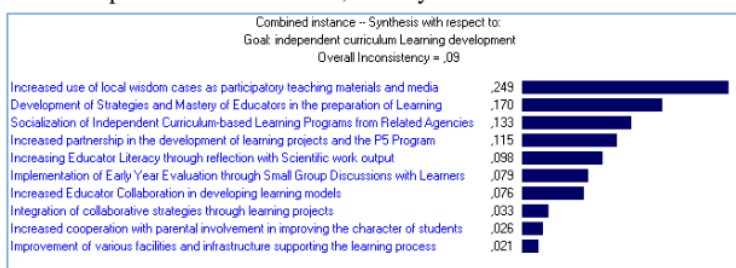 Combined instance -- Synthesis with respect to:
Goal: independent curriculum Learning development
Overall Inconsistency = ,09
Increased use of local wisdom cases as participatory teaching materials and media ,249
Development of Strategies and Mastery of Educators in the preparation of Learning ,170
Socialization of Independent Curriculum-based Learning Programs from Related Agencies ,133
Increased partnership in the development of learning projects and the P5 Program ,115
Increasing Educator Literacy through reflection with Scientific work output ,098
Implementation of Early Year Evaluation through Small Group Discussions with Learners ,079
Increased Educator Collaboration in developing learning models ,076
Integration of collaborative strategies through learning projects ,033
Increased cooperation with parental involvement in improving the character of students ,026
Improvement of various facilities and infrastructure supporting the learning process ,021